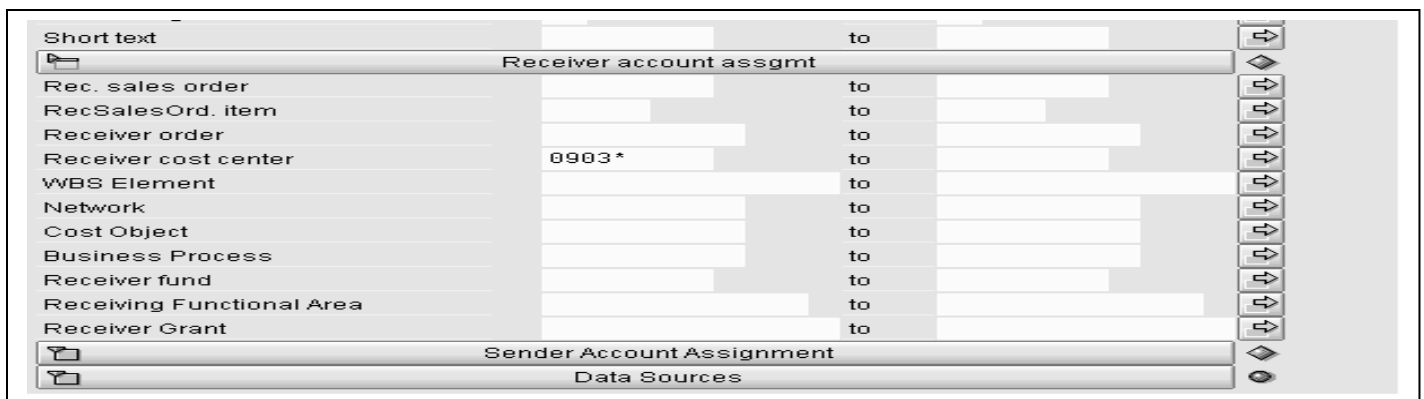 Short text to
Receiver account assgmt
Rec. sales order to
RecSalesOrd. item to
Receiver order to
Receiver cost center 0903* to
WBS Element to
Network to
Cost Object to
Business Process to
Receiver fund to
Receiving Functional Area to
Receiver Grant to
Sender Account Assignment
Data Sources